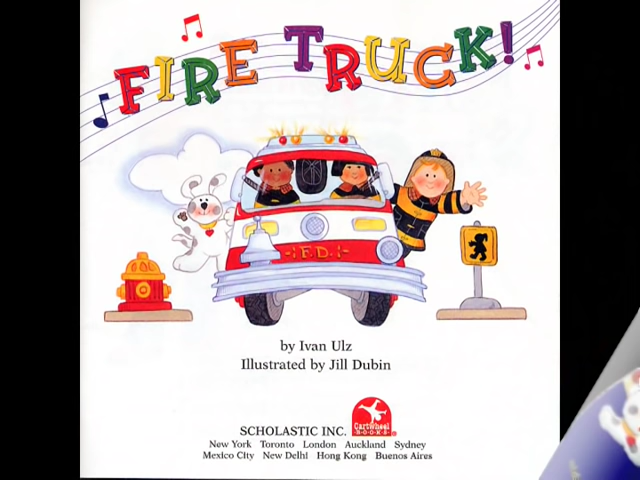 FIRE TRUCK!
-:F.D.:-
by Ivan Ulz
Illustrated by Jill Dubin
Cartwheel
BOOKS®
SCHOLASTIC INC.
New York Toronto London Auckland Sydney
Mexico City New Delhi Hong Kong Buenos Aires